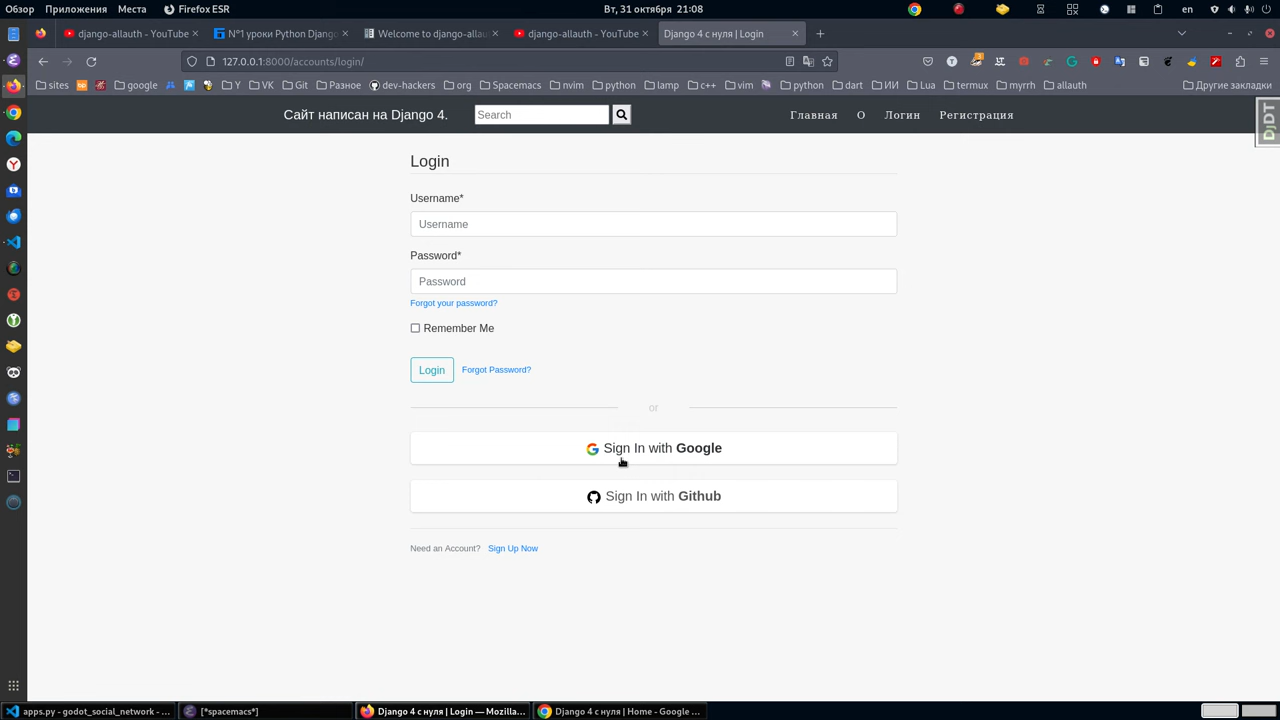 Обзор Приложения Места Firefox ESR Вт, 31 октября 21:08 en
django-allauth - YouTube Nº1 уроки Python Djang Welcome to django-allau django-allauth - YouTube Django 4 с нуля | Login
127.0.0.1:8000/accounts/login/
sites google Y VK Git Разное dev-hackers org Spacemacs nvim python lamp c++ vim python dart ИИ Lua termux myrrh allauth Другие закладки
Сайт написан на Django 4. Search Главная О Логин Регистрация
DjDT
Login
Username*
Username
Password*
Password
Forgot your password?
Remember Me
Login Forgot Password?
or
Sign In with Google
Sign In with Github
Need an Account? Sign Up Now
apps.py - godot_social_network - ... [*spacemacs*] Django 4 с нуля | Login — Mozilla... Django 4 с нуля | Home - Google ...